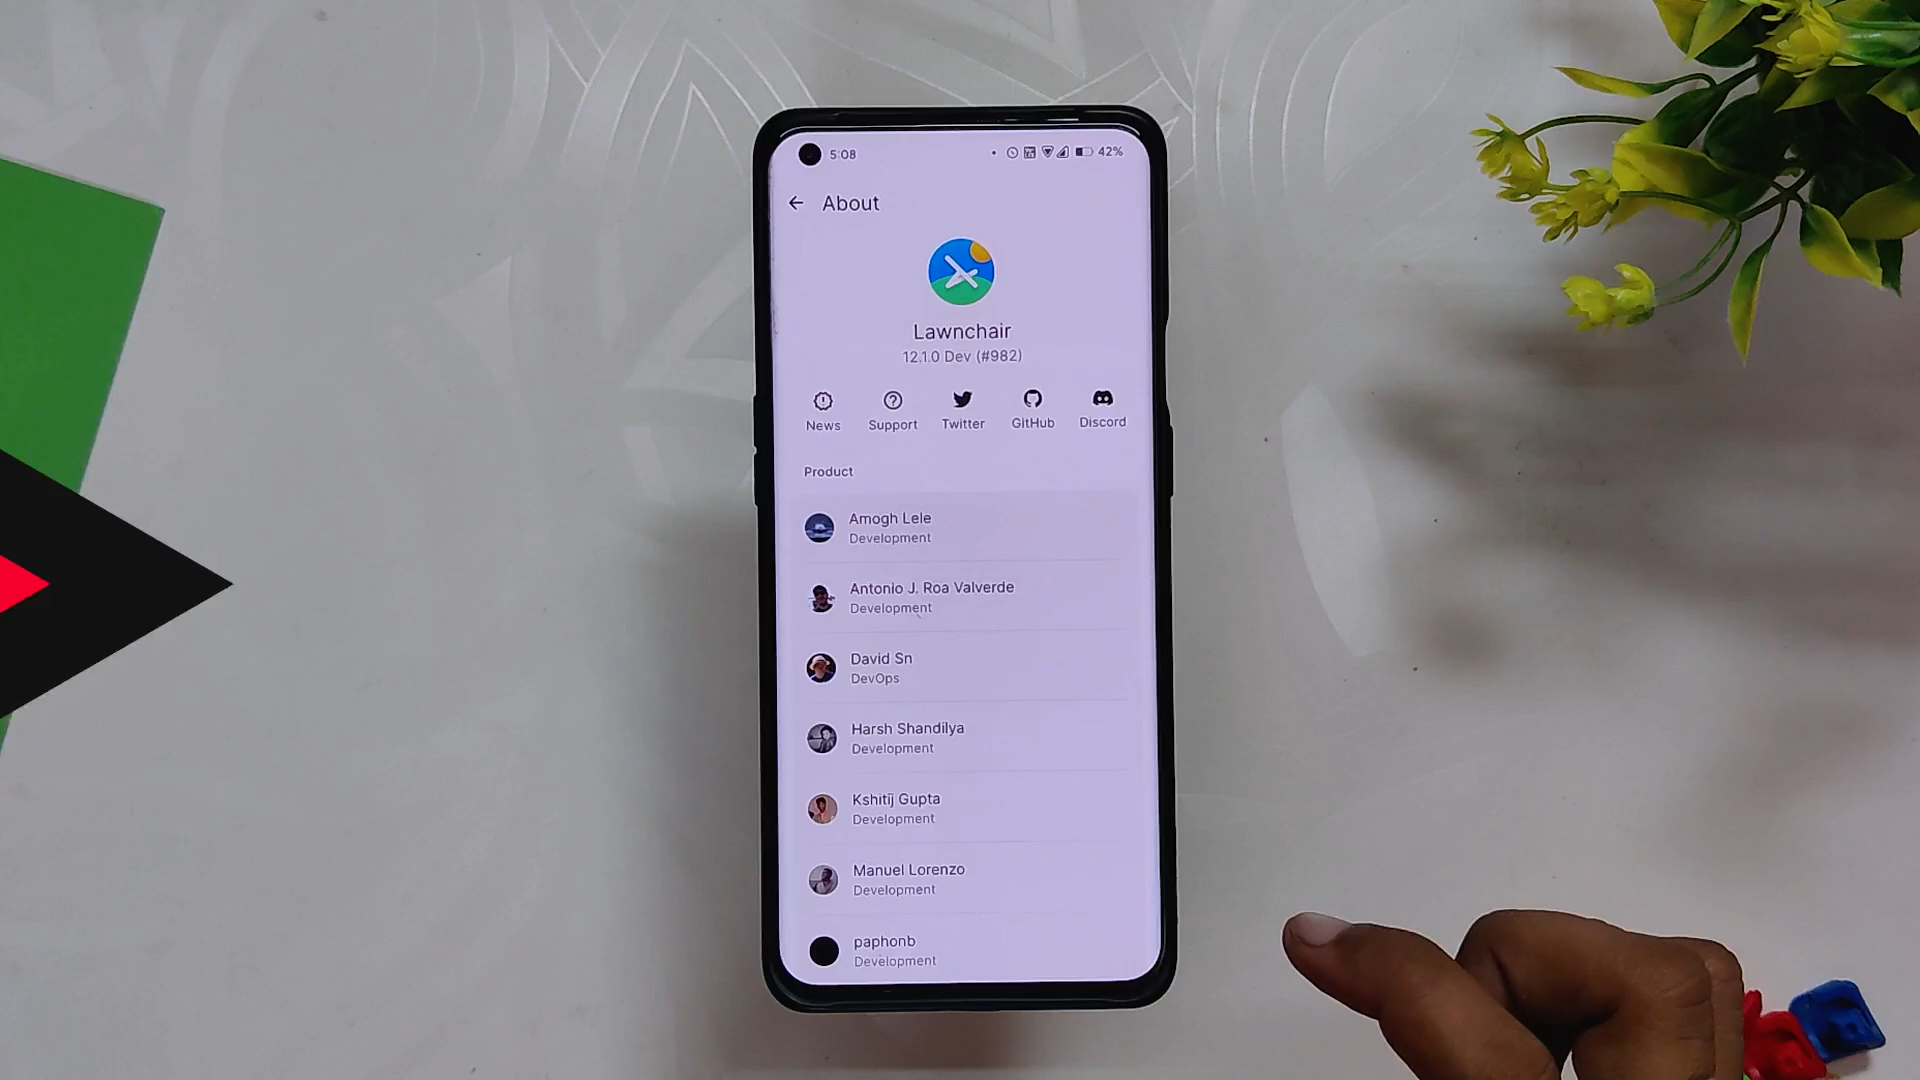 5:08
42%
About
Lawnchair
12.1.0 Dev (#982)
News Support Twitter GitHub Discord
Product
Amogh Lele
Development
Antonio J. Roa Valverde
Development
David Sn
DevOps
Harsh Shandilya
Development
Kshitij Gupta
Development
Manuel Lorenzo
Development
paphonb
Development